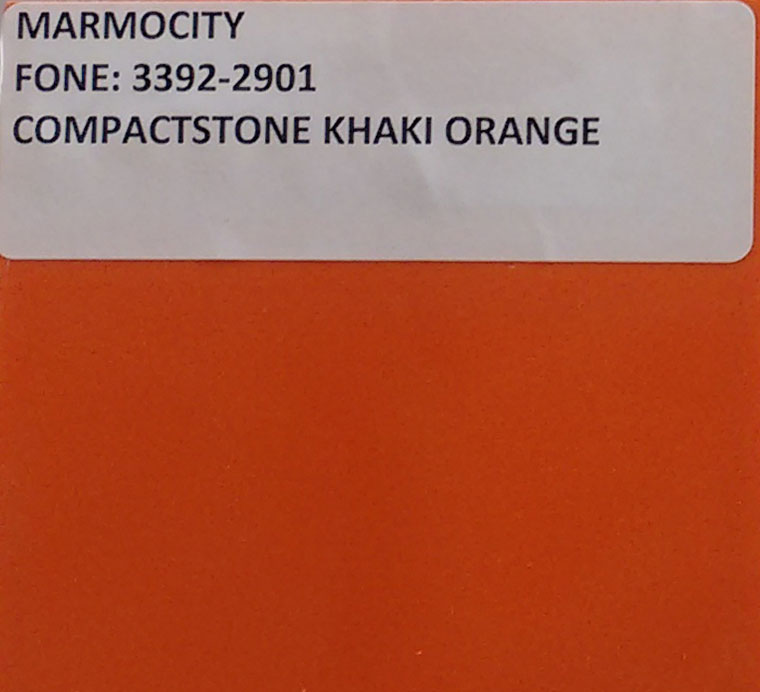 MARMOCITY
FONE: 3392-2901
COMPACTSTONE KHAKI ORANGE